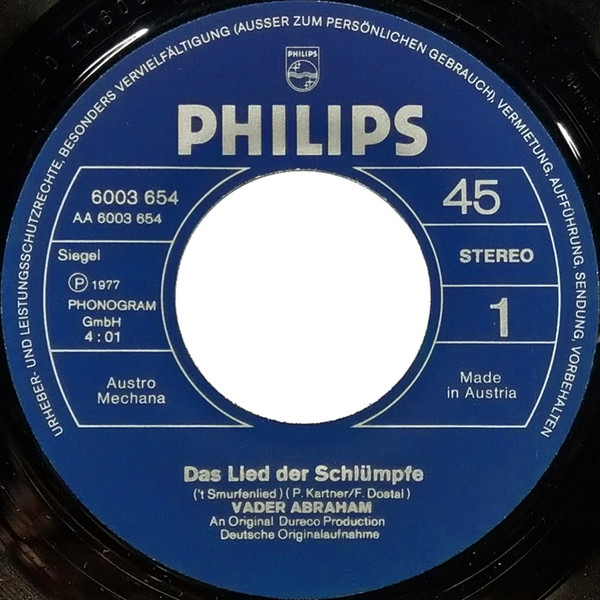 URHEBER- UND LEISTUNGSSCHUTZRECHTE, BESONDERS VERVIELFÄLTIGUNG (AUSSER ZUM PERSÖNLICHEN GEBRAUCH), VERMIETUNG, AUFFÜHRUNG, SENDUNG, VORBEHALTEN
PHILIPS
PHILIPS
6003 654
AA 6003 654
45
Siegel
STEREO
Ⓟ 1977
PHONOGRAM
GmbH
4:01
1
Austro
Mechana
Made
in Austria
Das Lied der Schlümpfe
('t Smurfenlied) (P. Kartner/F. Dostal)
VADER ABRAHAM
An Original Dureco Production
Deutsche Originalaufnahme